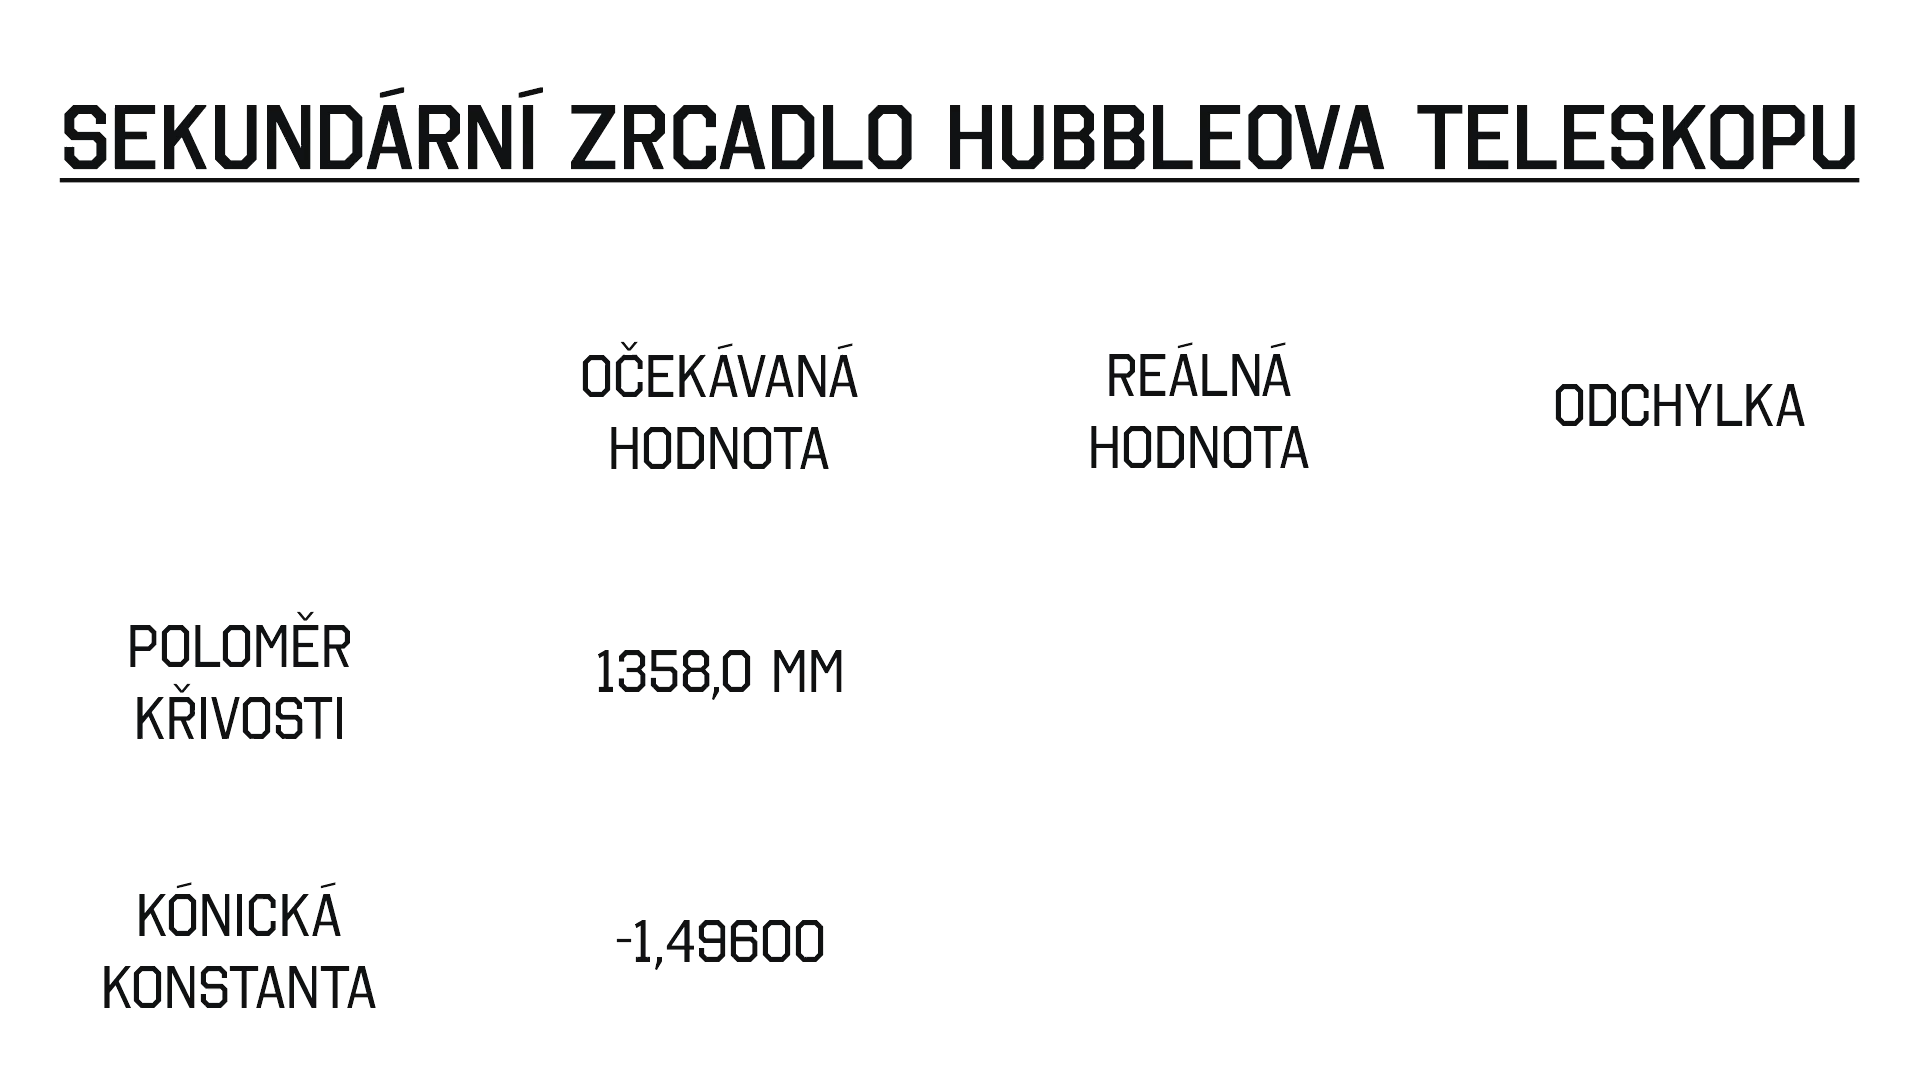 SEKUNDÁRNÍ ZRCADLO HUBBLEOVA TELESKOPU
OČEKÁVANÁ
HODNOTA
REÁLNÁ
HODNOTA
ODCHYLKA
POLOMĚR
KŘIVOSTI
1358,0 MM
KÓNICKÁ
KONSTANTA
-1,49600